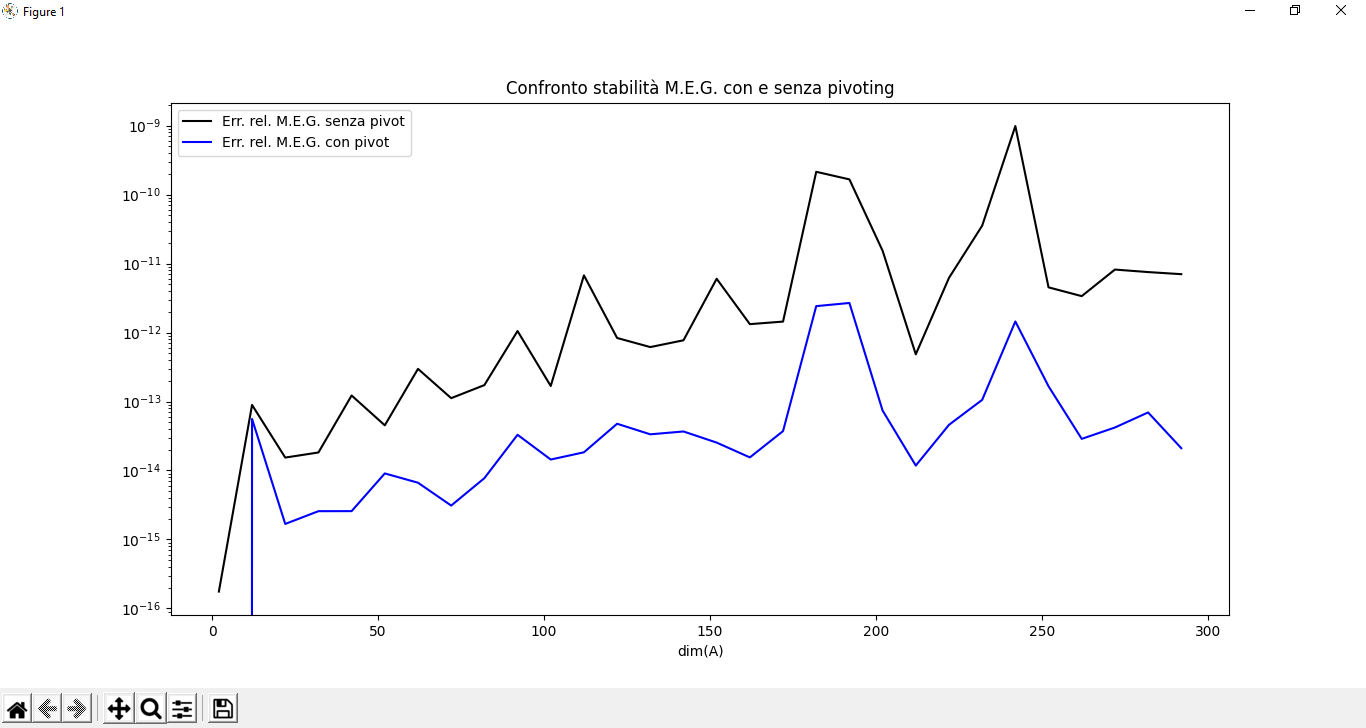 Figure 1
Confronto stabilità M.E.G. con e senza pivoting
Err. rel. M.E.G. senza pivot
Err. rel. M.E.G. con pivot
10⁻⁹
10⁻¹⁰
10⁻¹¹
10⁻¹²
10⁻¹³
10⁻¹⁴
10⁻¹⁵
10⁻¹⁶
0 50 100 150 200 250 300
dim(A)